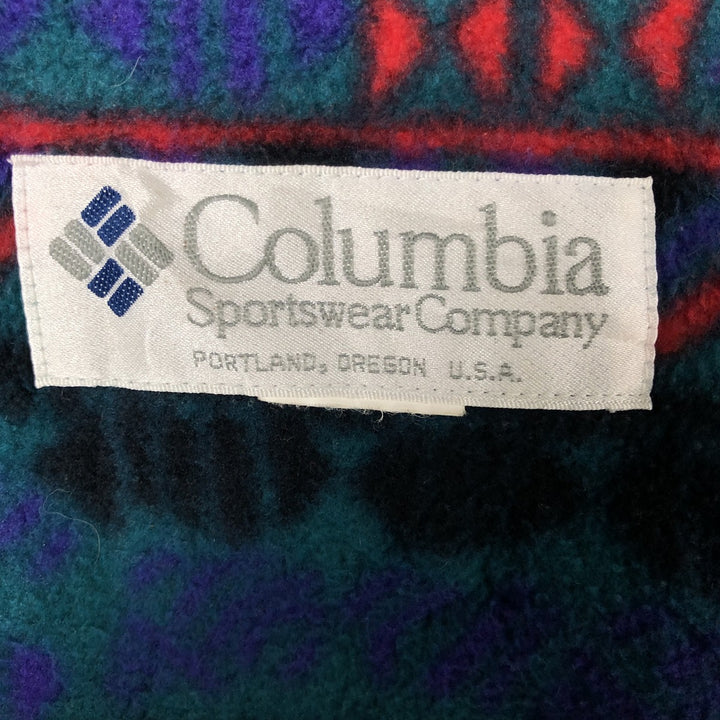 Columbia
Sportswear Company
PORTLAND, OREGON U.S.A.